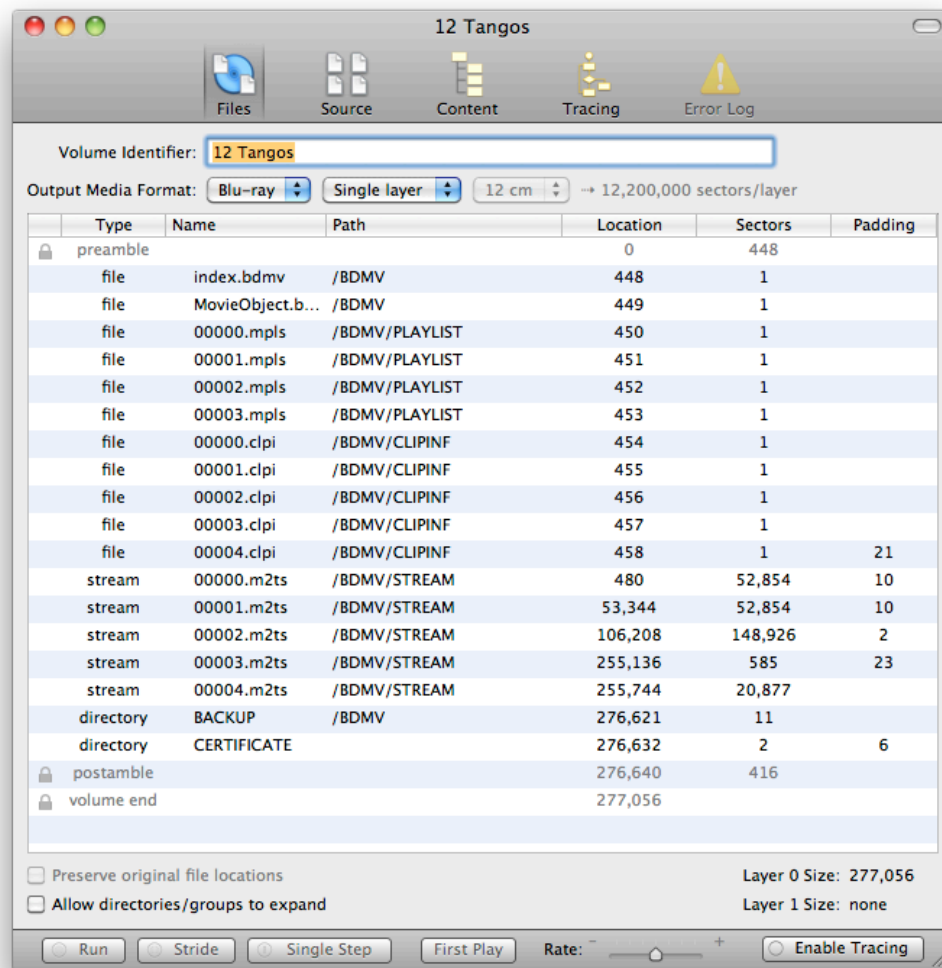 12 Tangos
Files Source Content Tracing Error Log
Volume Identifier: 12 Tangos
Output Media Format: Blu-ray Single layer 12 cm ⇢ 12,200,000 sectors/layer
Type Name Path Location Sectors Padding
preamble 0 448
file index.bdmv /BDMV 448 1
file MovieObject.b... /BDMV 449 1
file 00000.mpls /BDMV/PLAYLIST 450 1
file 00001.mpls /BDMV/PLAYLIST 451 1
file 00002.mpls /BDMV/PLAYLIST 452 1
file 00003.mpls /BDMV/PLAYLIST 453 1
file 00000.clpi /BDMV/CLIPINF 454 1
file 00001.clpi /BDMV/CLIPINF 455 1
file 00002.clpi /BDMV/CLIPINF 456 1
file 00003.clpi /BDMV/CLIPINF 457 1
file 00004.clpi /BDMV/CLIPINF 458 1 21
stream 00000.m2ts /BDMV/STREAM 480 52,854 10
stream 00001.m2ts /BDMV/STREAM 53,344 52,854 10
stream 00002.m2ts /BDMV/STREAM 106,208 148,926 2
stream 00003.m2ts /BDMV/STREAM 255,136 585 23
stream 00004.m2ts /BDMV/STREAM 255,744 20,877
directory BACKUP /BDMV 276,621 11
directory CERTIFICATE 276,632 2 6
postamble 276,640 416
volume end 277,056
Preserve original file locations Layer 0 Size: 277,056
Allow directories/groups to expand Layer 1 Size: none
Run Stride Single Step First Play Rate: - + Enable Tracing